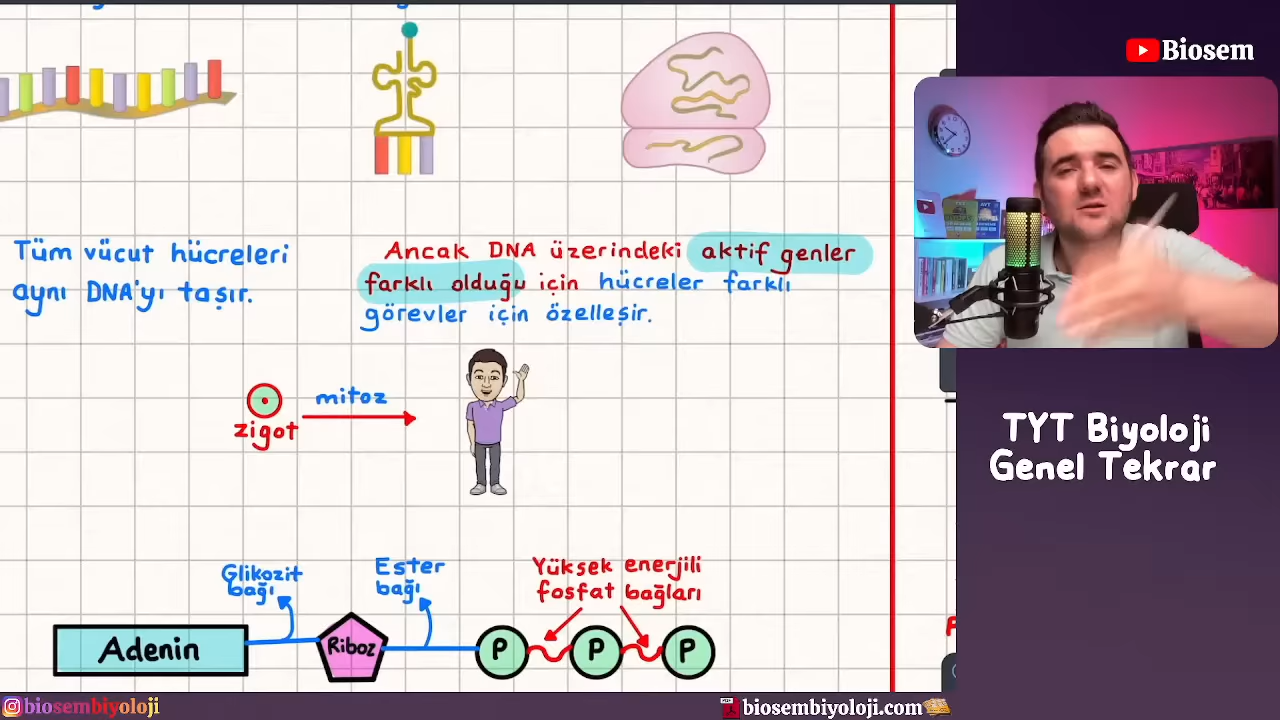 Biosem
Tüm vücut hücreleri
aynı DNA'yı taşır.
Ancak DNA üzerindeki aktif genler
farklı olduğu için hücreler farklı
görevler için özelleşir.
mitoz
zigot
TYT Biyoloji
Genel Tekrar
Glikozit
bağı
Ester
bağı
Yüksek enerjili
fosfat bağları
Adenin
Riboz
P
P
P
biosembiyoloji
biosembiyoloji.com